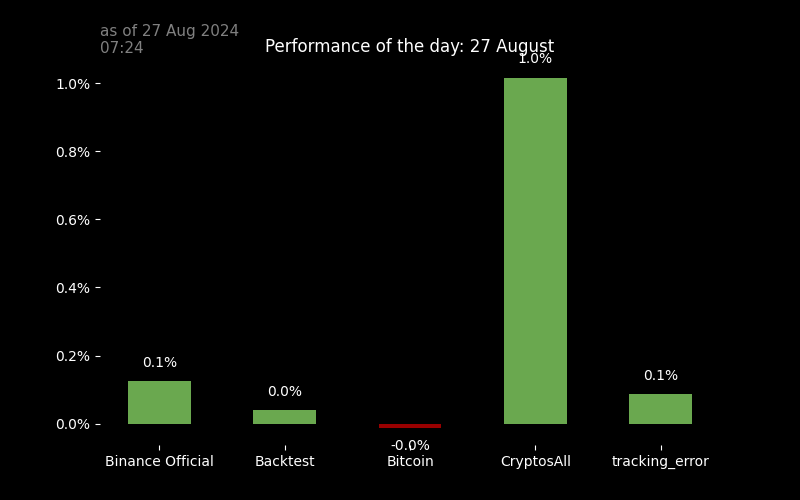 as of 27 Aug 2024
07:24
Performance of the day: 27 August
1.0%
1.0%
0.8%
0.6%
0.4%
0.2%
0.0%
0.1%
0.0%
-0.0%
0.1%
Binance Official
Backtest
Bitcoin
CryptosAll
tracking_error